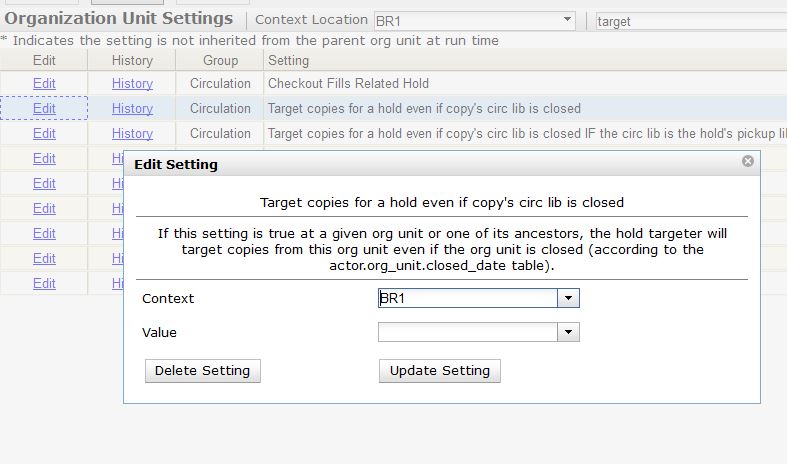 Organization Unit Settings Context Location BR1 target
* Indicates the setting is not inherited from the parent org unit at run time
Edit History Group Setting
Edit History Circulation Checkout Fills Related Hold
Edit History Circulation Target copies for a hold even if copy's circ lib is closed
Edit History Circulation Target copies for a hold even if copy's circ lib is closed IF the circ lib is the hold's pickup li
Edit Hi
Edit Hi
Edit Hi
Edit Hi
Edit Hi
Edit Hi
Edit Setting
Target copies for a hold even if copy's circ lib is closed
If this setting is true at a given org unit or one of its ancestors, the hold targeter will
target copies from this org unit even if the org unit is closed (according to the
actor.org_unit.closed_date table).
Context BR1
Value
Delete Setting Update Setting